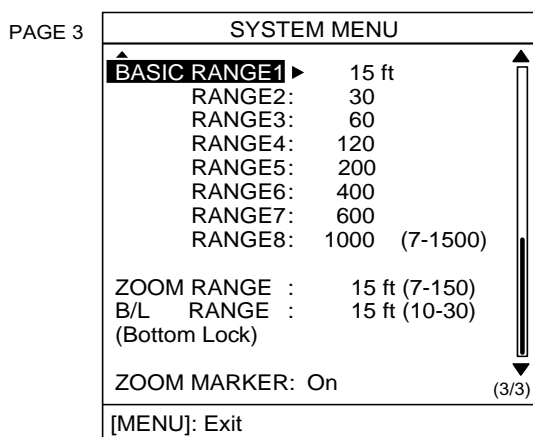 PAGE 3
SYSTEM MENU
BASIC RANGE1 ▶ 15 ft
RANGE2: 30
RANGE3: 60
RANGE4: 120
RANGE5: 200
RANGE6: 400
RANGE7: 600
RANGE8: 1000 (7-1500)
ZOOM RANGE : 15 ft (7-150)
B/L RANGE : 15 ft (10-30)
(Bottom Lock)
ZOOM MARKER: On
(3/3)
[MENU]: Exit